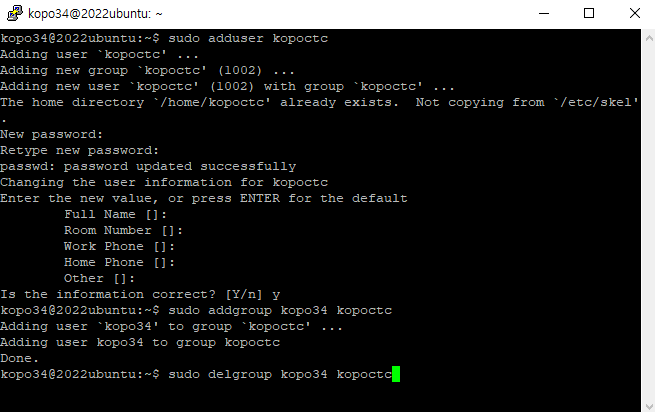 kopo34@2022ubuntu: ~
kopo34@2022ubuntu:~$ sudo adduser kopoctc
Adding user `kopoctc' ...
Adding new group `kopoctc' (1002) ...
Adding new user `kopoctc' (1002) with group `kopoctc' ...
The home directory `/home/kopoctc' already exists.  Not copying from `/etc/skel'
.
New password:
Retype new password:
passwd: password updated successfully
Changing the user information for kopoctc
Enter the new value, or press ENTER for the default
        Full Name []:
        Room Number []:
        Work Phone []:
        Home Phone []:
        Other []:
Is the information correct? [Y/n] y
kopo34@2022ubuntu:~$ sudo addgroup kopo34 kopoctc
Adding user `kopo34' to group `kopoctc' ...
Adding user kopo34 to group kopoctc
Done.
kopo34@2022ubuntu:~$ sudo delgroup kopo34 kopoctc